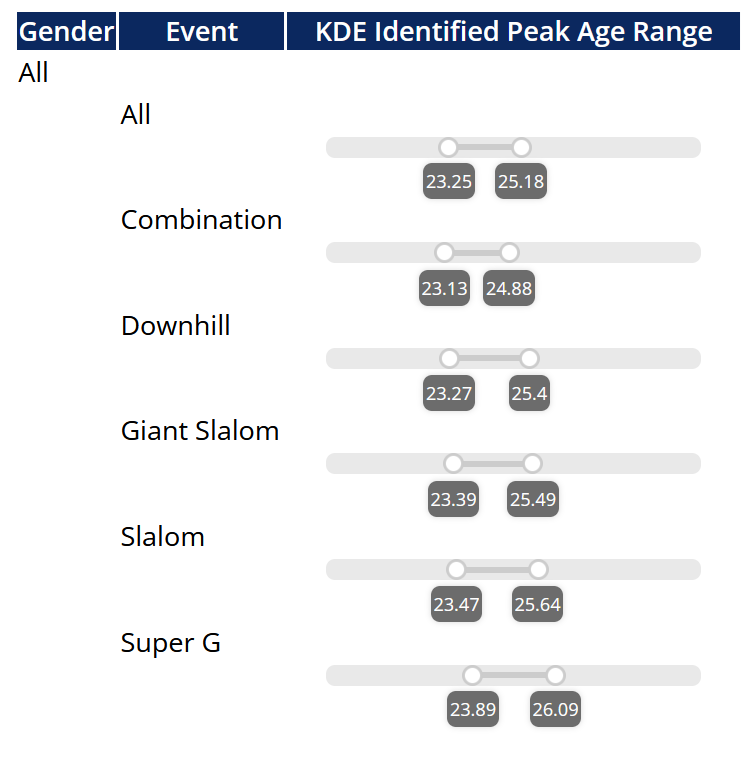 Gender Event KDE Identified Peak Age Range
All
All
23.25 25.18
Combination
23.13 24.88
Downhill
23.27 25.4
Giant Slalom
23.39 25.49
Slalom
23.47 25.64
Super G
23.89 26.09